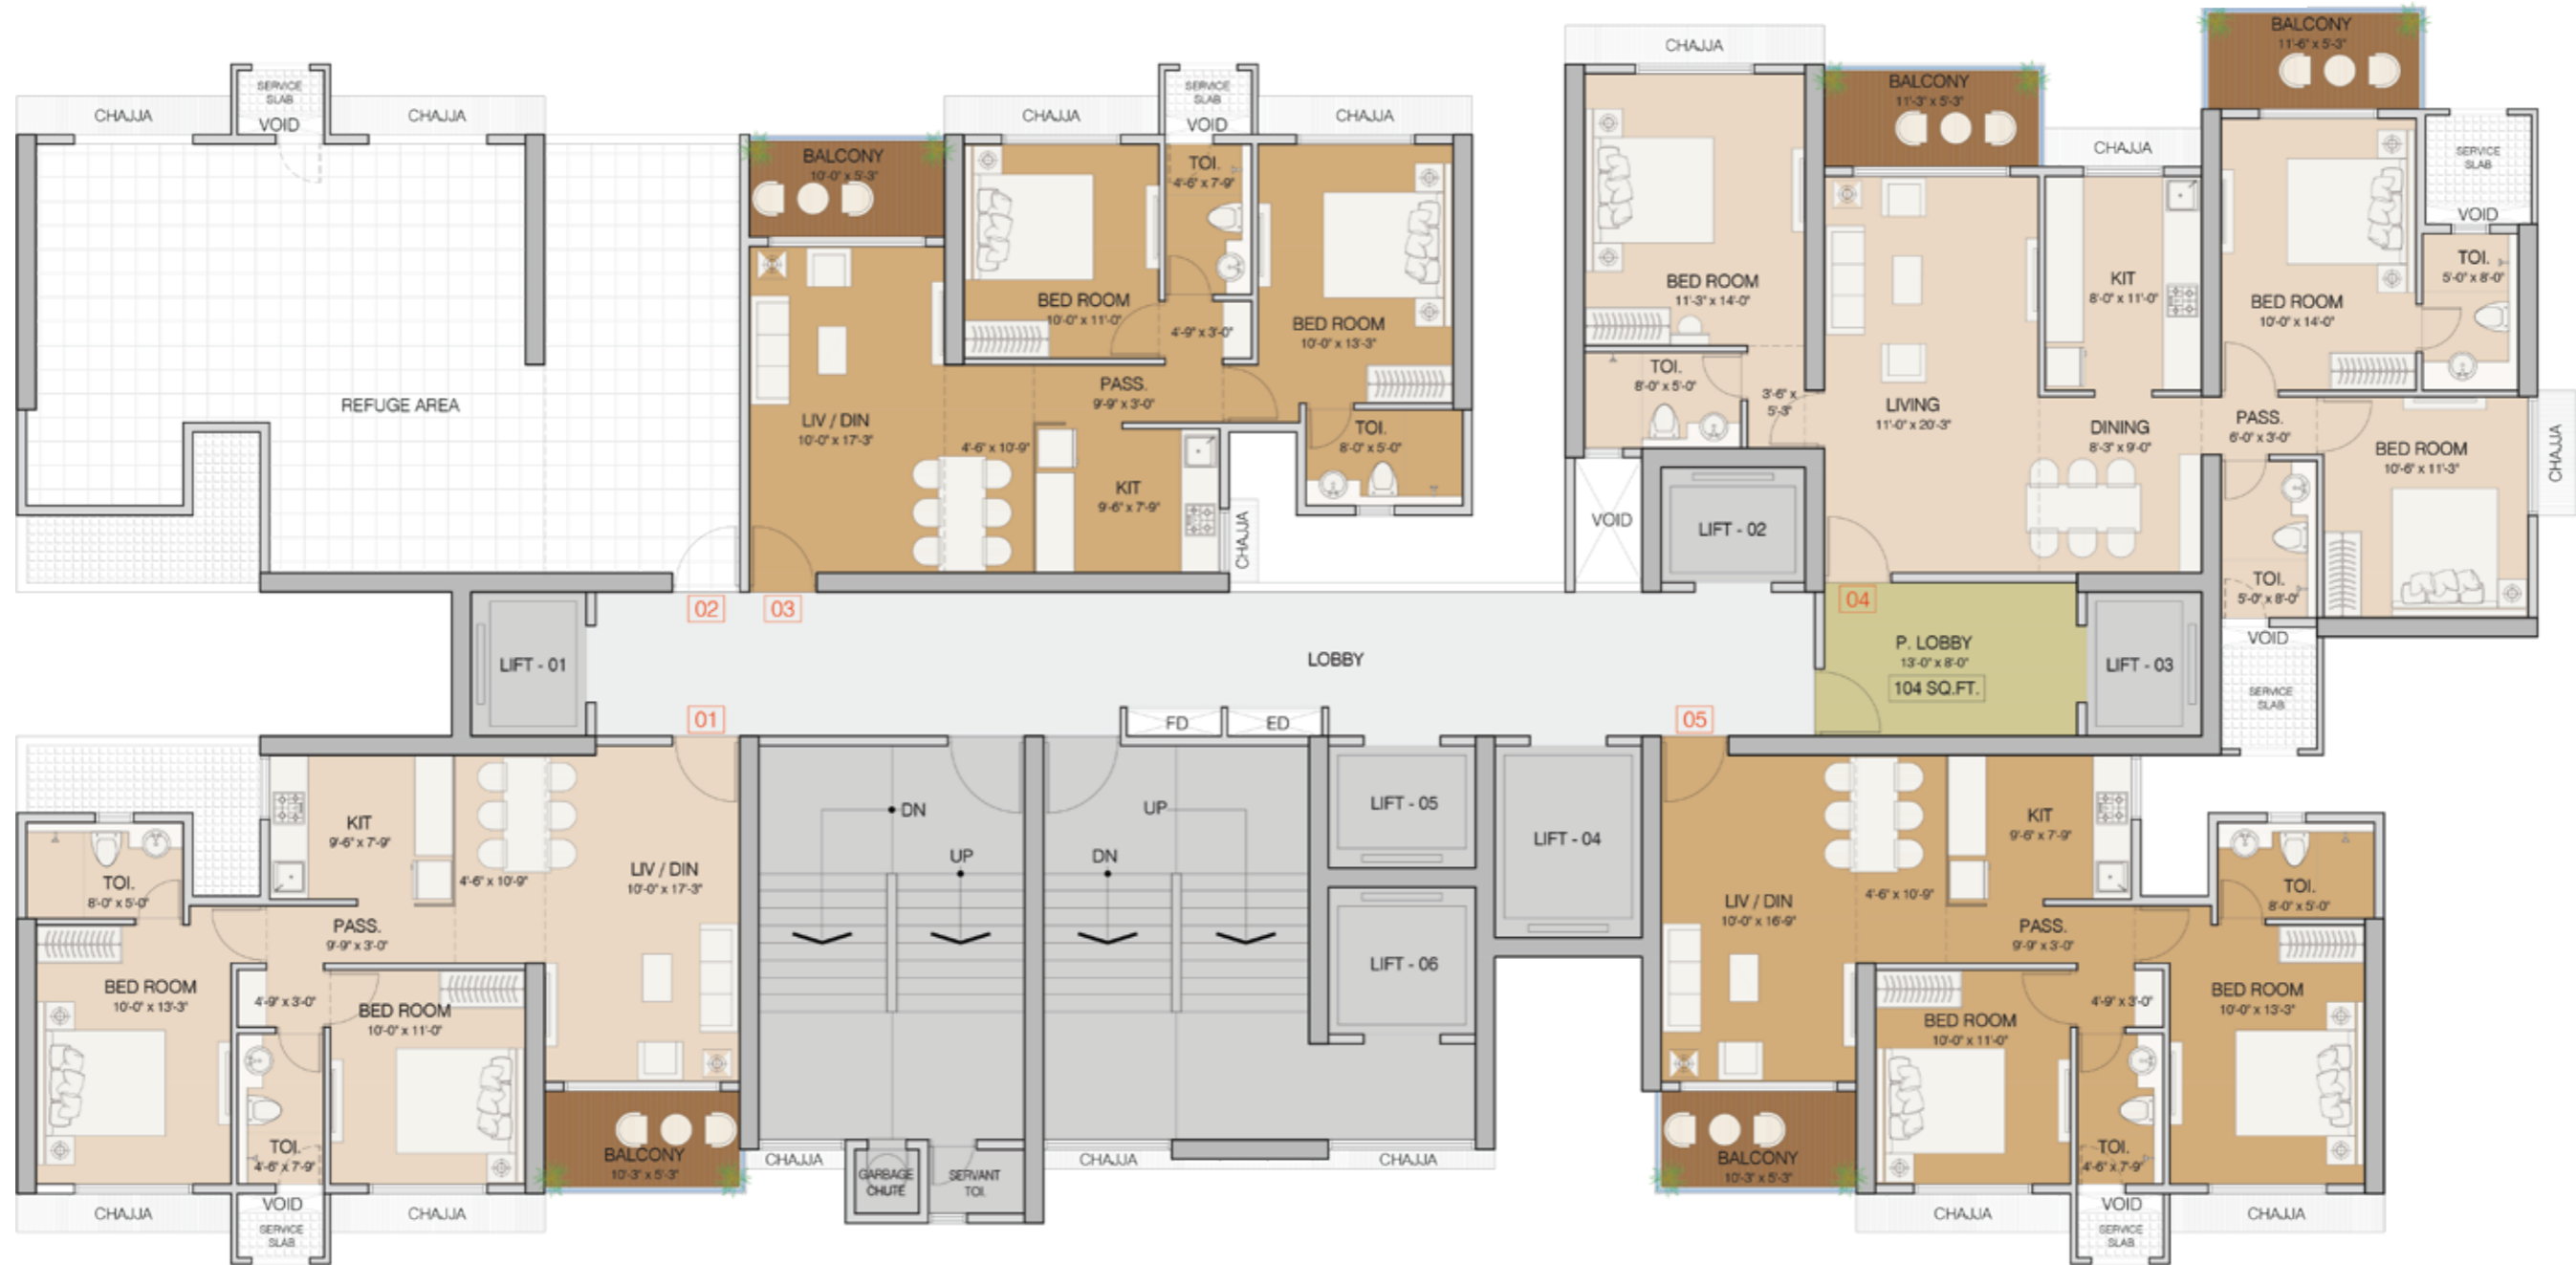 CHAJJA
SERVICE
SLAB
VOID
CHAJJA
REFUGE AREA
BALCONY
10'-0" x 5'-3"
CHAJJA
SERVICE
SLAB
VOID
CHAJJA
TOI.
4'-6" x 7'-9"
BED ROOM
10'-0" x 11'-0"
4'-9" x 3'-0"
BED ROOM
10'-0" x 13'-3"
PASS.
9'-9" x 3'-0"
LIV / DIN
10'-0" x 17'-3"
4'-6" x 10'-9"
TOI.
8'-0" x 5'-0"
KIT
9'-6" x 7'-9"
CHAJJA
CHAJJA
BALCONY
11'-3" x 5'-3"
BALCONY
11'-6" x 5'-3"
CHAJJA
SERVICE
SLAB
VOID
BED ROOM
11'-3" x 14'-0"
KIT
8'-0" x 11'-0"
BED ROOM
10'-0" x 14'-0"
TOI.
5'-0" x 8'-0"
TOI.
8'-0" x 5'-0"
3'-6" x
5'-3"
LIVING
11'-0" x 20'-3"
DINING
8'-3" x 9'-0"
PASS.
6'-0" x 3'-0"
BED ROOM
10'-6" x 11'-3"
CHAJJA
VOID
LIFT - 02
TOI.
5'-0" x 8'-0"
VOID
SERVICE
SLAB
02
03
04
LIFT - 01
LOBBY
P. LOBBY
13'-0" x 8'-0"
104 SQ.FT.
LIFT - 03
01
FD
ED
05
KIT
9'-6" x 7'-9"
4'-6" x 10'-9"
LIV / DIN
10'-0" x 17'-3"
TOI.
8'-0" x 5'-0"
PASS.
9'-9" x 3'-0"
BED ROOM
10'-0" x 13'-3"
4'-9" x 3'-0"
BED ROOM
10'-0" x 11'-0"
TOI.
4'-6" x 7'-9"
BALCONY
10'-3" x 5'-3"
CHAJJA
VOID
SERVICE
SLAB
CHAJJA
DN
UP
UP
DN
LIFT - 05
LIFT - 04
LIFT - 06
CHAJJA
GARBAGE
CHUTE
SERVANT
TOI.
CHAJJA
CHAJJA
KIT
9'-6" x 7'-9"
4'-6" x 10'-9"
LIV / DIN
10'-0" x 16'-9"
TOI.
8'-0" x 5'-0"
PASS.
9'-9" x 3'-0"
BED ROOM
10'-0" x 11'-0"
4'-9" x 3'-0"
BED ROOM
10'-0" x 13'-3"
TOI.
4'-6" x 7'-9"
BALCONY
10'-3" x 5'-3"
CHAJJA
VOID
SERVICE
SLAB
CHAJJA